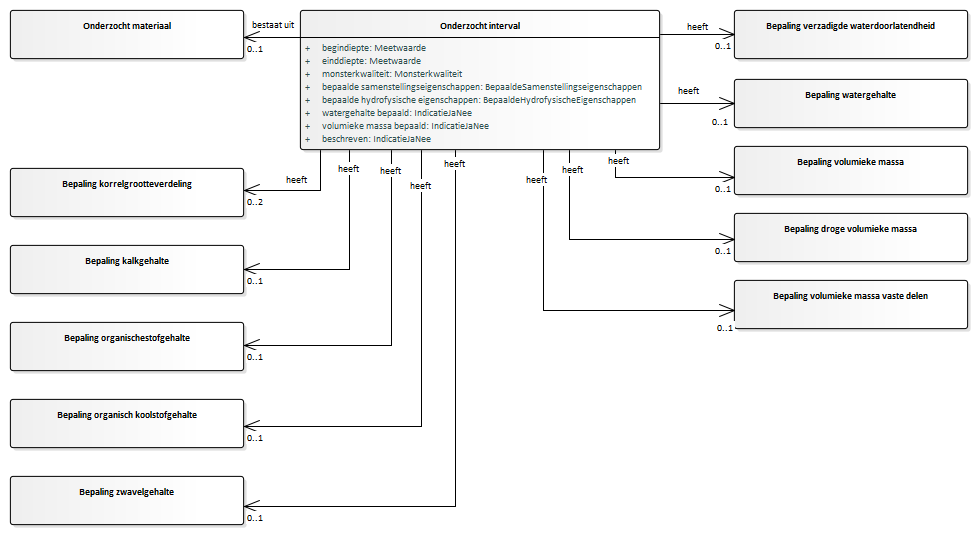 Onderzocht materiaal
bestaat uit
0..1
Onderzocht interval
+ begindiepte: Meetwaarde
+ einddiepte: Meetwaarde
+ monsterkwaliteit: Monsterkwaliteit
+ bepaalde samenstellingseigenschappen: BepaaldeSamenstellingseigenschappen
+ bepaalde hydrofysische eigenschappen: BepaaldeHydrofysischeEigenschappen
+ watergehalte bepaald: IndicatieJaNee
+ volumieke massa bepaald: IndicatieJaNee
+ beschreven: IndicatieJaNee
heeft
0..1
Bepaling verzadigde waterdoorlatendheid
heeft
0..1
Bepaling watergehalte
heeft
0..1
Bepaling volumieke massa
heeft
0..1
Bepaling droge volumieke massa
heeft
0..1
Bepaling volumieke massa vaste delen
heeft
0..2
Bepaling korrelgrootteverdeling
heeft
0..1
Bepaling kalkgehalte
heeft
0..1
Bepaling organischestofgehalte
heeft
0..1
Bepaling organisch koolstofgehalte
heeft
0..1
Bepaling zwavelgehalte